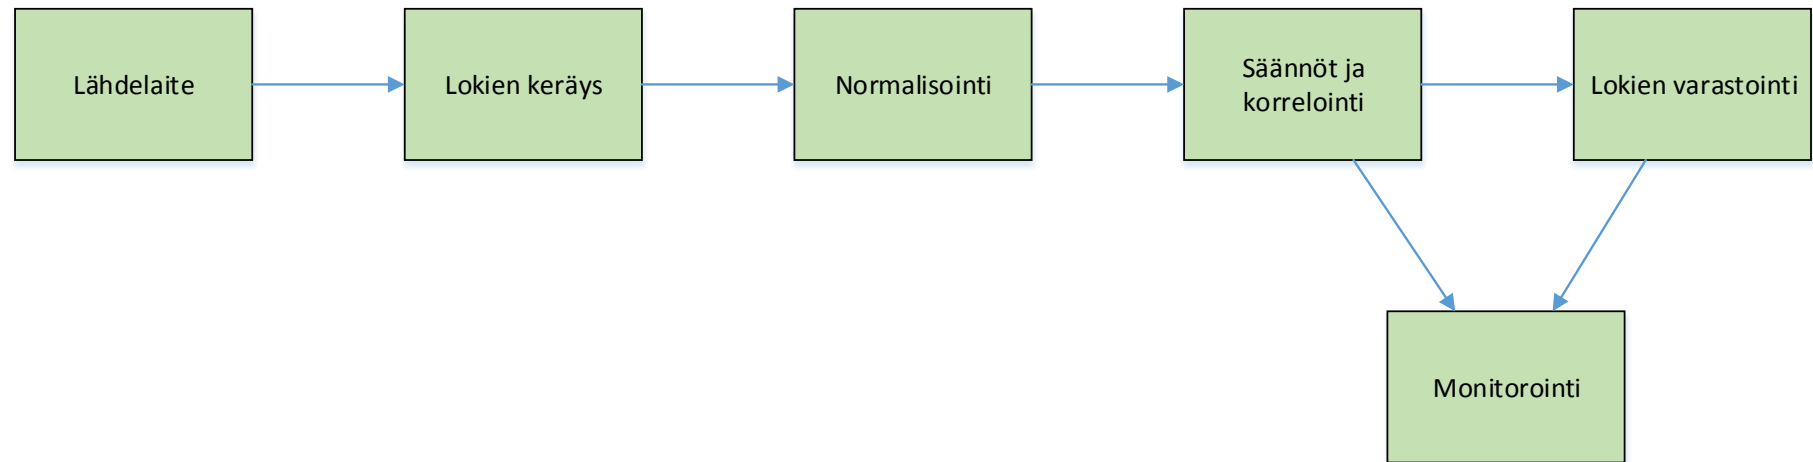 Lähdelaite
Lokien keräys
Normalisointi
Säännöt ja
korrelointi
Lokien varastointi
Monitorointi